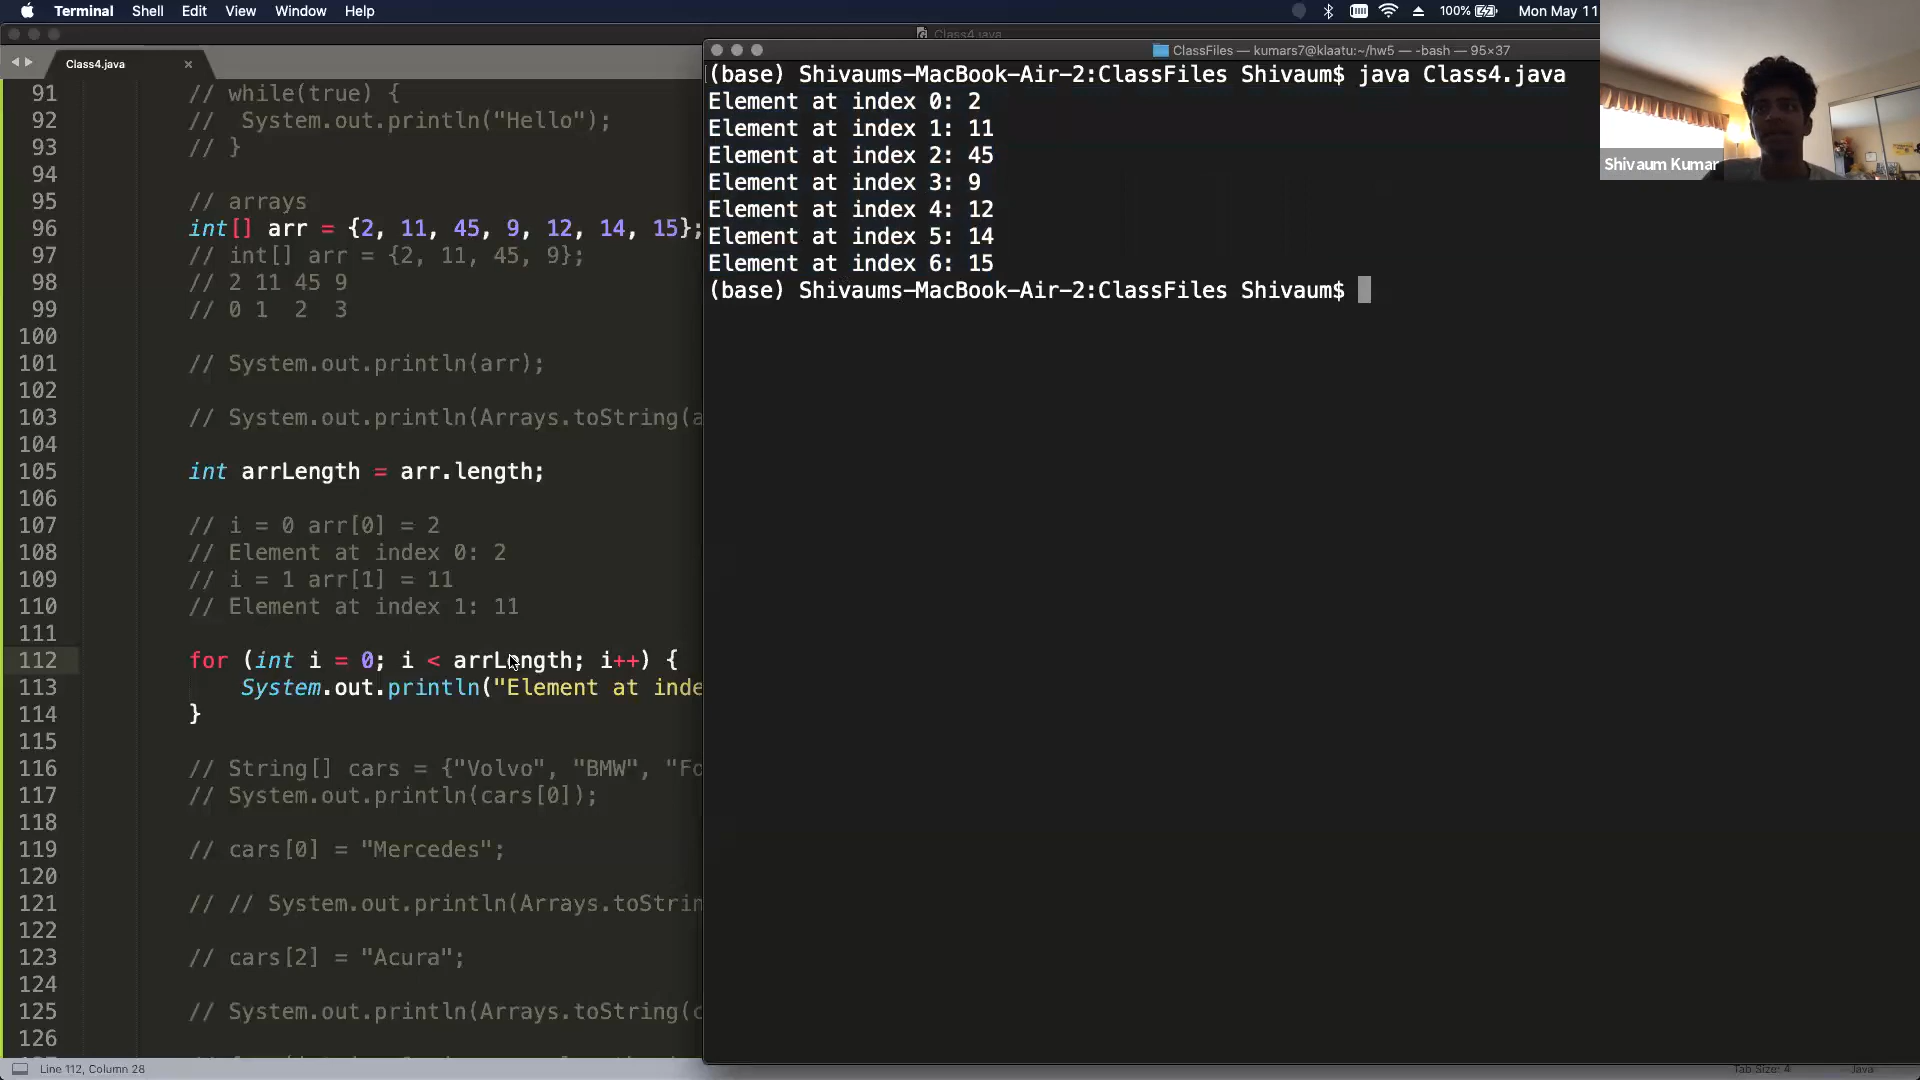 Terminal Shell Edit View Window Help 100% Mon May 11
Class4.java
Class4.java
ClassFiles — kumars7@klaatu:~/hw5 — -bash — 95×37
91 // while(true) {
92 //  System.out.println("Hello");
93 // }
94
95 // arrays
96 int[] arr = {2, 11, 45, 9, 12, 14, 15};
97 // int[] arr = {2, 11, 45, 9};
98 // 2 11 45 9
99 // 0 1  2  3
100
101 // System.out.println(arr);
102
103 // System.out.println(Arrays.toString(a
104
105 int arrLength = arr.length;
106
107 // i = 0 arr[0] = 2
108 // Element at index 0: 2
109 // i = 1 arr[1] = 11
110 // Element at index 1: 11
111
112 for (int i = 0; i < arrLength; i++) {
113 System.out.println("Element at inde
114 }
115
116 // String[] cars = {"Volvo", "BMW", "Fo
117 // System.out.println(cars[0]);
118
119 // cars[0] = "Mercedes";
120
121 // // System.out.println(Arrays.toStrin
122
123 // cars[2] = "Acura";
124
125 // System.out.println(Arrays.toString(c
126
Line 112, Column 28
(base) Shivaums-MacBook-Air-2:ClassFiles Shivaum$ java Class4.java
Element at index 0: 2
Element at index 1: 11
Element at index 2: 45
Element at index 3: 9
Element at index 4: 12
Element at index 5: 14
Element at index 6: 15
(base) Shivaums-MacBook-Air-2:ClassFiles Shivaum$
Shivaum Kumar
Tab Size: 4 Java